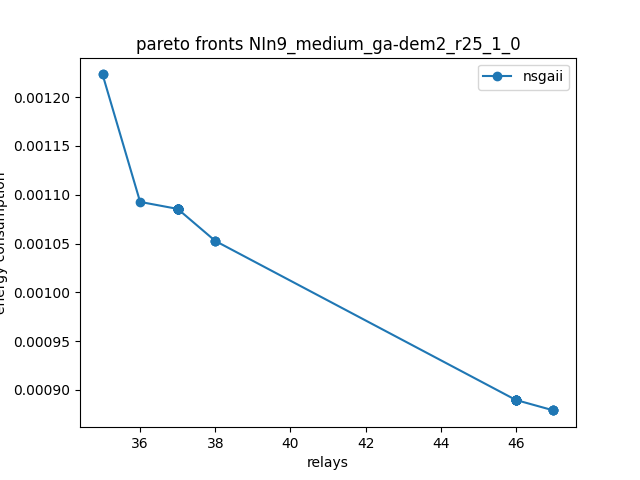 pareto fronts NIn9_medium_ga-dem2_r25_1_0
nsgaii
0.00120
0.00115
0.00110
0.00105
0.00100
0.00095
0.00090
energy consumption
36 38 40 42 44 46
relays